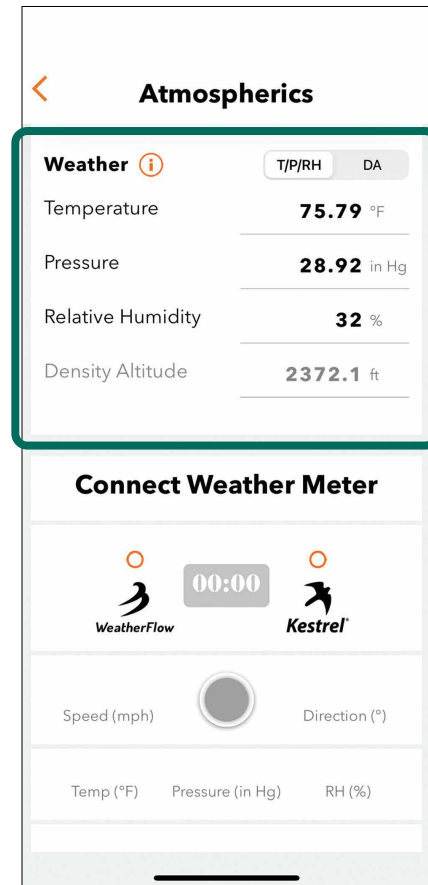 Atmospherics
Weather i T/P/RH DA
Temperature 75.79 °F
Pressure 28.92 in Hg
Relative Humidity 32 %
Density Altitude 2372.1 ft
Connect Weather Meter
00:00
WeatherFlow Kestrel®
Speed (mph) Direction (°)
Temp (°F) Pressure (in Hg) RH (%)